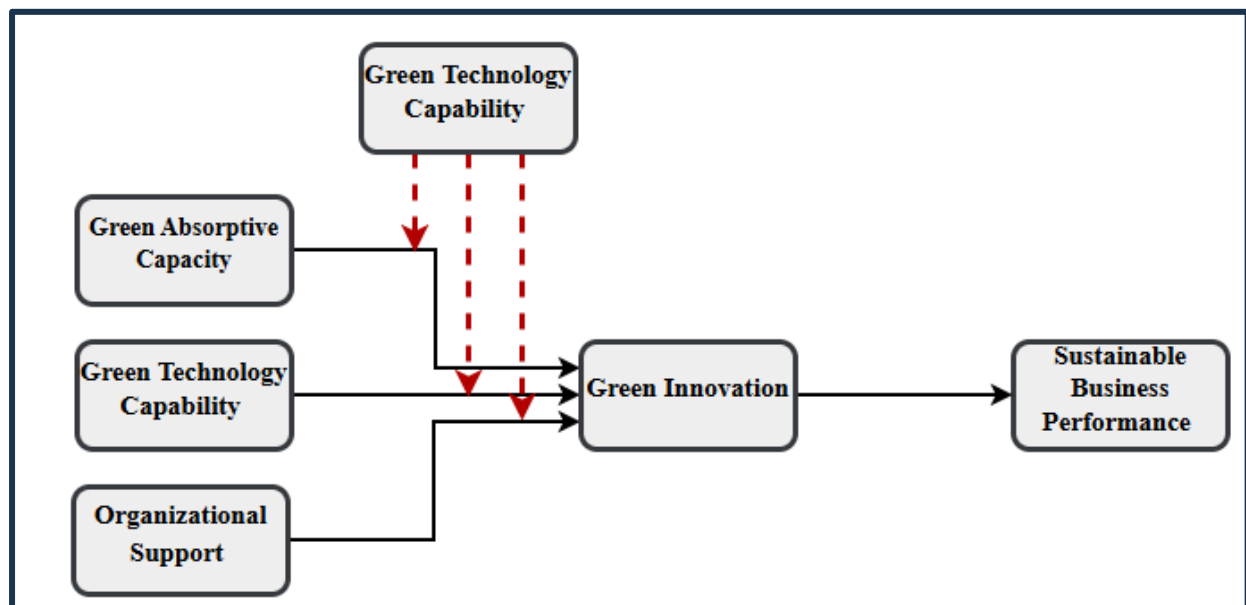 Green Technology
Capability
Green Absorptive
Capacity
Green Technology
Capability
Organizational
Support
Green Innovation
Sustainable
Business
Performance